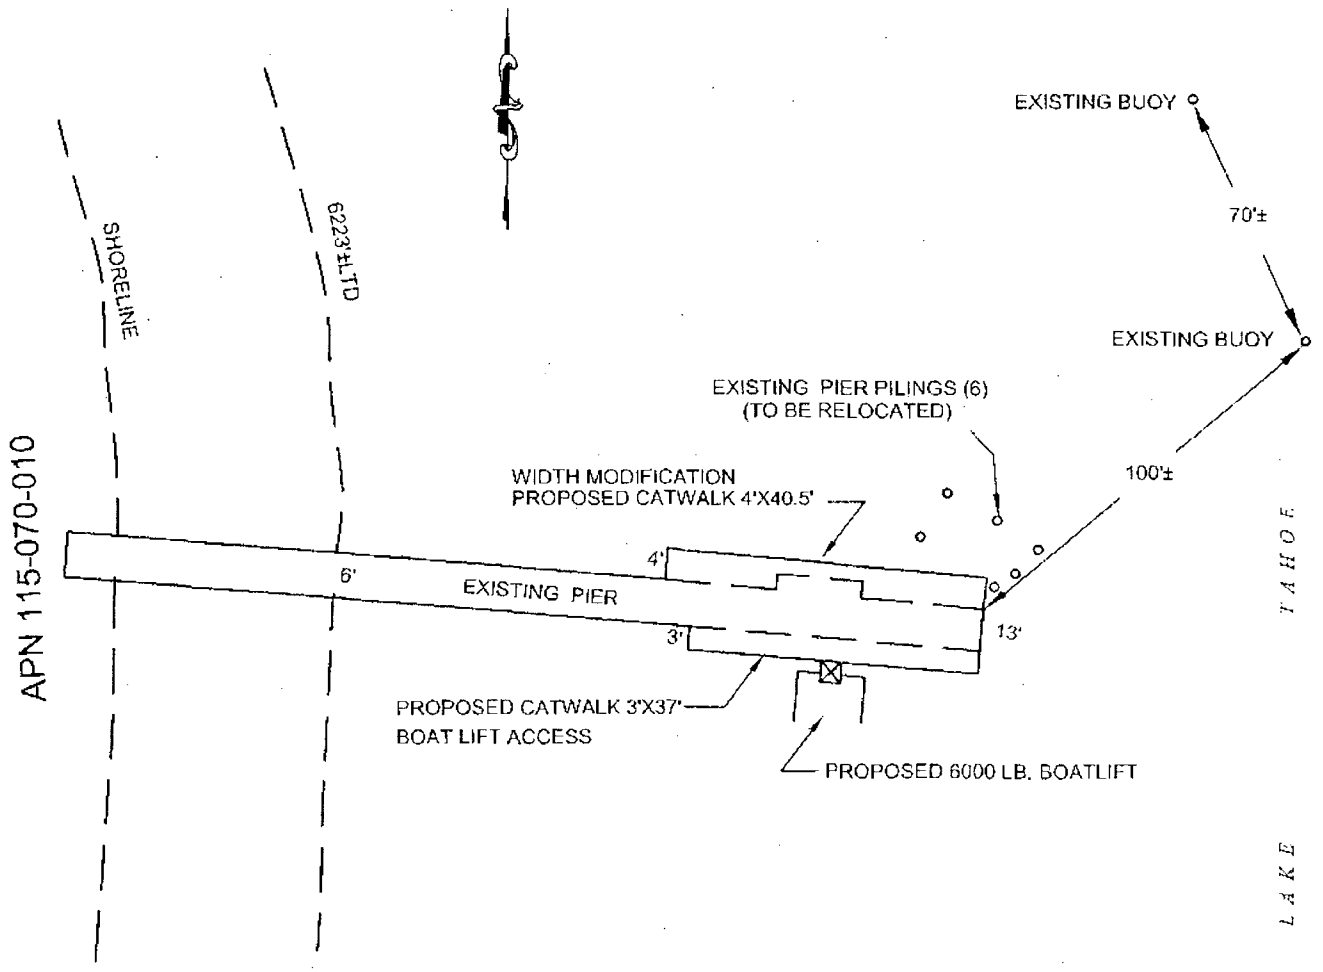 EXISTING BUOY
70'±
SHORELINE
6223'±LTD
EXISTING BUOY
EXISTING PIER PILINGS (6)
(TO BE RELOCATED)
WIDTH MODIFICATION
PROPOSED CATWALK 4'X40.5'
100'±
APN 115-070-010
4'
6'
EXISTING PIER
3'
13'
PROPOSED CATWALK 3'X37'
BOAT LIFT ACCESS
PROPOSED 6000 LB. BOATLIFT
LAKE TAHOE